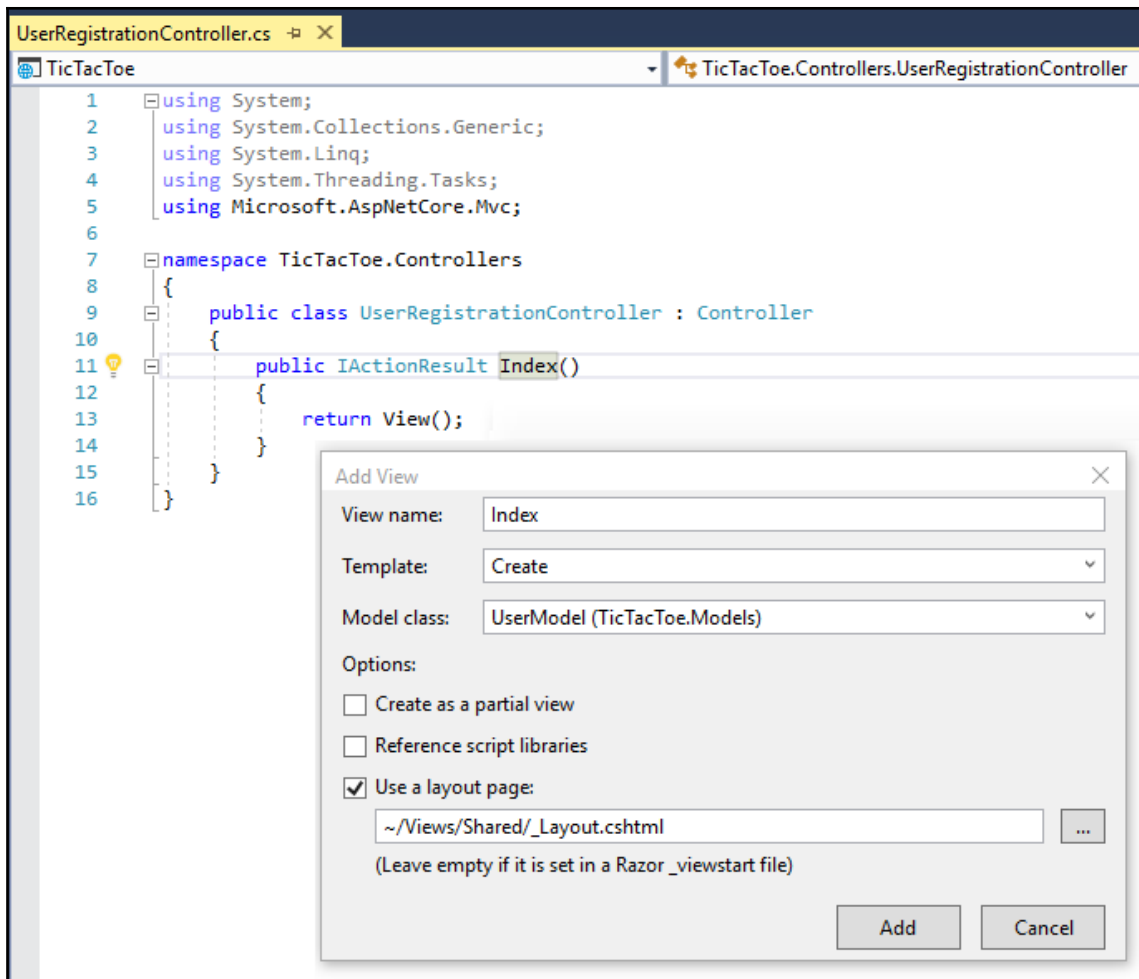 UserRegistrationController.cs
TicTacToe TicTacToe.Controllers.UserRegistrationController
1 using System;
2 using System.Collections.Generic;
3 using System.Linq;
4 using System.Threading.Tasks;
5 using Microsoft.AspNetCore.Mvc;
6
7 namespace TicTacToe.Controllers
8 {
9 public class UserRegistrationController : Controller
10 {
11 public IActionResult Index()
12 {
13 return View();
14 }
15 }
16 }
Add View
View name: Index
Template: Create
Model class: UserModel (TicTacToe.Models)
Options:
Create as a partial view
Reference script libraries
Use a layout page:
~/Views/Shared/_Layout.cshtml ...
(Leave empty if it is set in a Razor _viewstart file)
Add Cancel